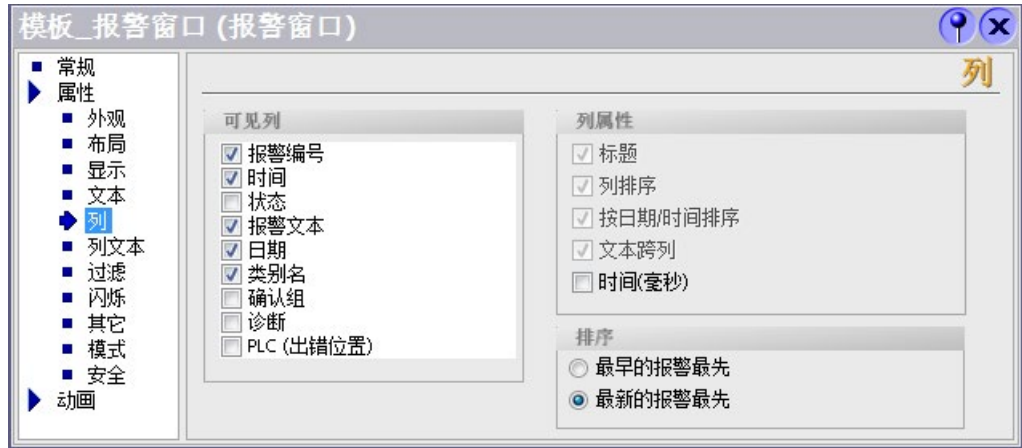 模板_报警窗口 (报警窗口)
常规
属性
外观
布局
显示
文本
列
列文本
过滤
闪烁
其它
模式
安全
动画
列
可见列
报警编号
时间
状态
报警文本
日期
类别名
确认组
诊断
PLC (出错位置)
列属性
标题
列排序
按日期/时间排序
文本跨列
时间(毫秒)
排序
最早的报警最先
最新的报警最先